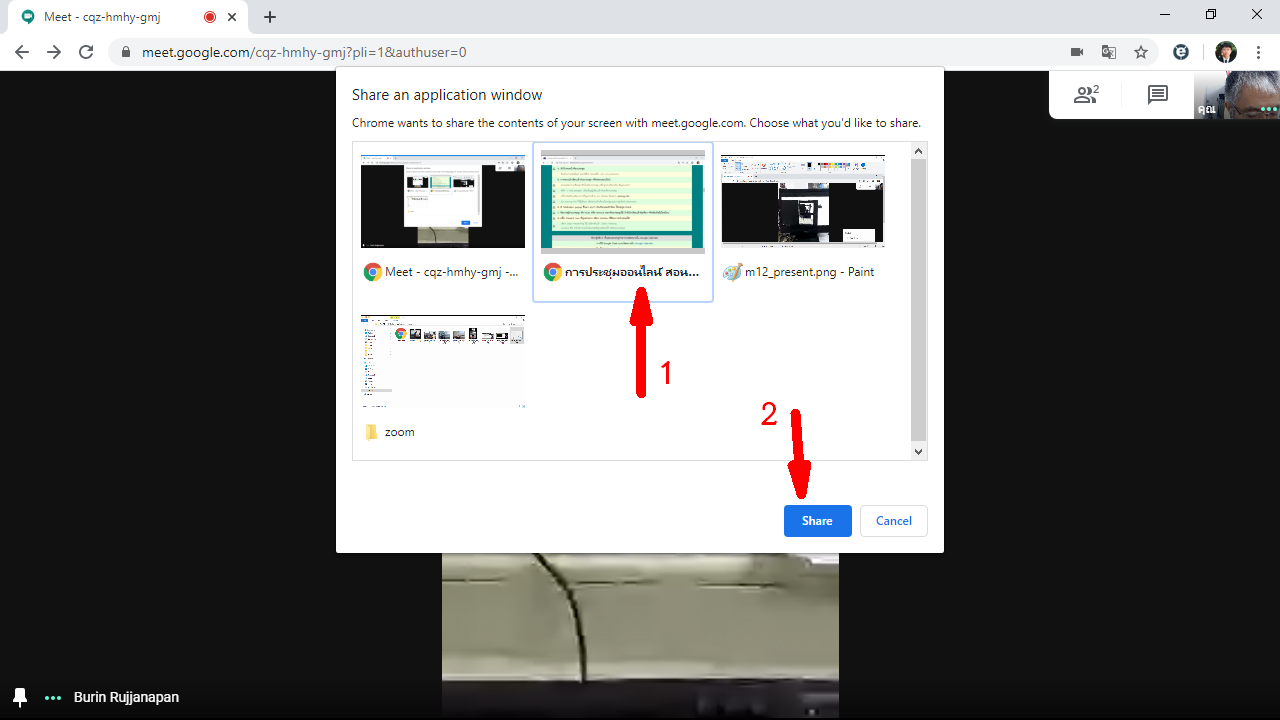 Meet - cqz-hmhy-gmj
meet.google.com/cqz-hmhy-gmj?pli=1&authuser=0
Share an application window
Chrome wants to share the contents of your screen with meet.google.com. Choose what you'd like to share.
2
คุณ
Meet - cqz-hmhy-gmj -...
การประชุมออนไลน์ สอน...
m12_present.png - Paint
1
2
zoom
Share
Cancel
Burin Rujjanapan